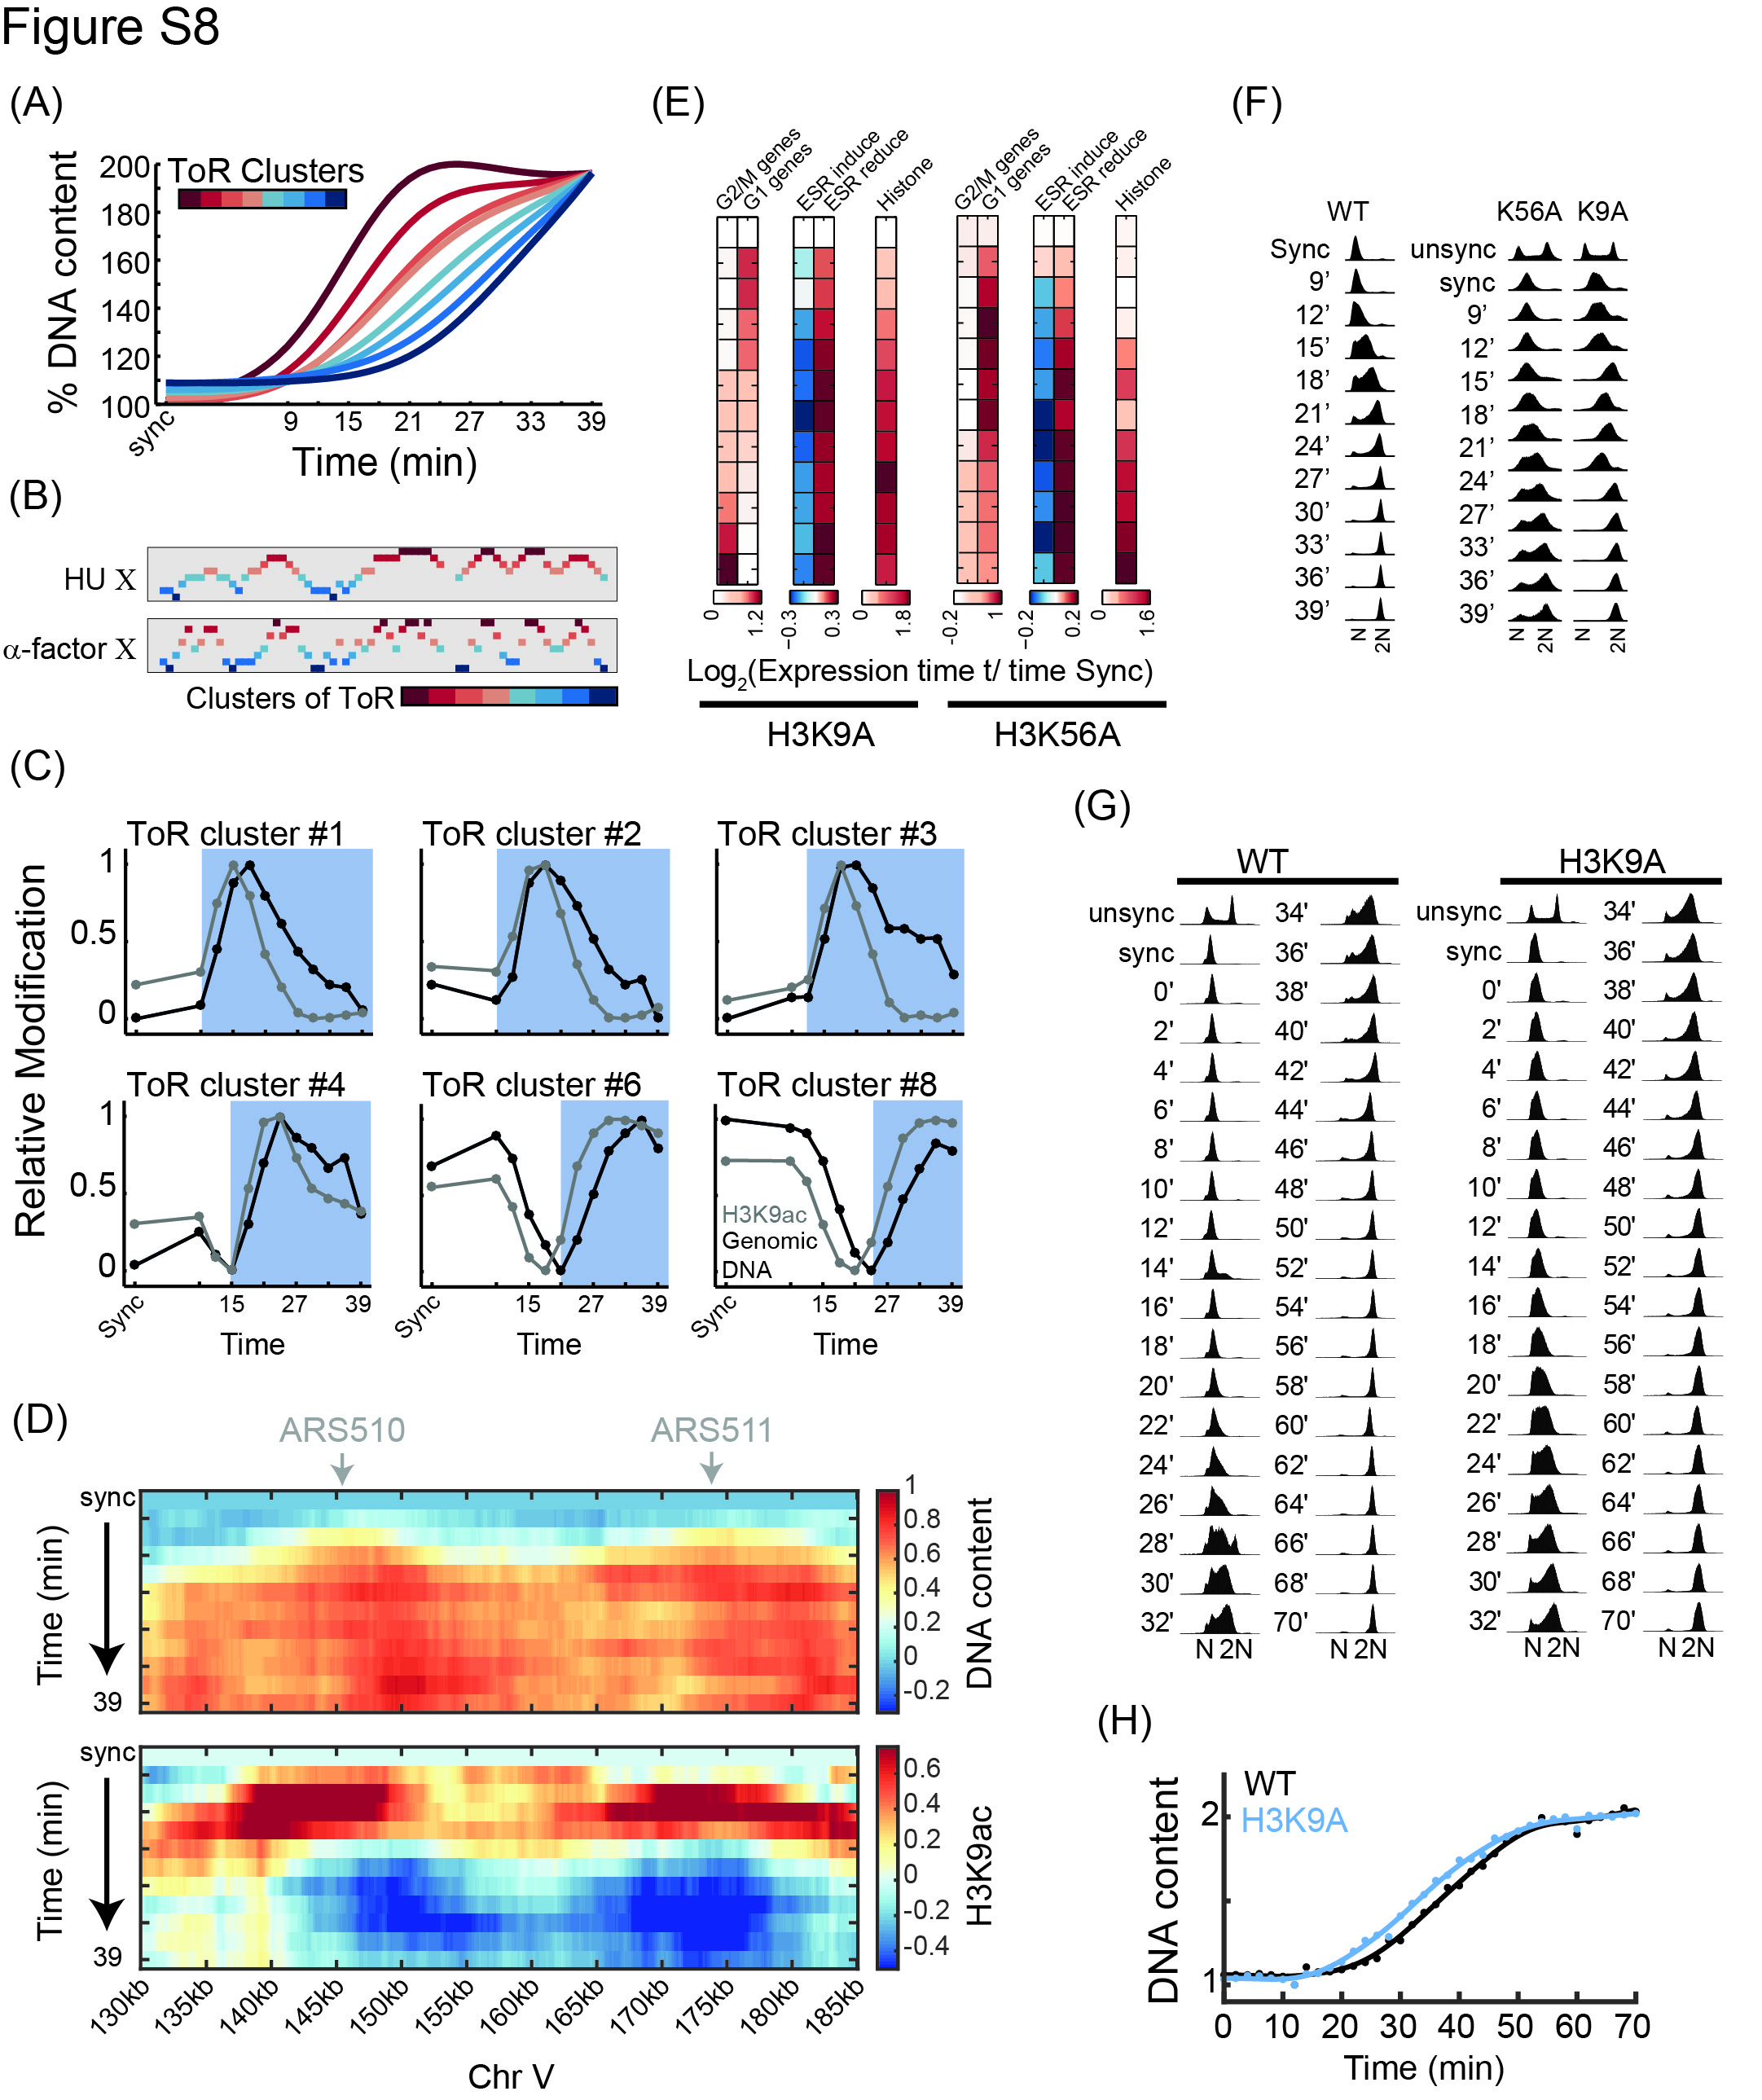 Figure S8
(A)
ToR Clusters
% DNA content
200
180
160
140
120
100
sync
9
15
21
27
33
39
Time (min)
(B)
HU X
α-factor X
Clusters of ToR
(C)
Relative Modification
ToR cluster #1
ToR cluster #2
ToR cluster #3
1
0.5
0
ToR cluster #4
ToR cluster #6
ToR cluster #8
1
0.5
0
H3K9ac
Genomic
DNA
Sync 15 27 39
Sync 15 27 39
Sync 15 27 39
Time
Time
Time
(D)
ARS510
ARS511
sync
Time (min)
39
1
0.8
0.6
0.4
0.2
0
-0.2
DNA content
sync
Time (min)
39
0.6
0.4
0.2
0
-0.2
-0.4
H3K9ac
130kb
135kb
140kb
145kb
150kb
155kb
160kb
165kb
170kb
175kb
180kb
185kb
Chr V
(E)
G2/M genes
G1 genes
ESR induce
ESR reduce
Histone
G2/M genes
G1 genes
ESR induce
ESR reduce
Histone
0 1.2
-0.3 0.3
0 1.8
-0.2 1
-0.2 0.2
0 1.6
Log2(Expression time t/ time Sync)
H3K9A
H3K56A
(F)
WT
Sync
9'
12'
15'
18'
21'
24'
27'
30'
33'
36'
39'
N 2N
K56A K9A
unsync
sync
9'
12'
15'
18'
21'
24'
27'
33'
36'
39'
N 2N
N 2N
(G)
WT
unsync 34'
sync 36'
0' 38'
2' 40'
4' 42'
6' 44'
8' 46'
10' 48'
12' 50'
14' 52'
16' 54'
18' 56'
20' 58'
22' 60'
24' 62'
26' 64'
28' 66'
30' 68'
32' 70'
N 2N N 2N
H3K9A
unsync 34'
sync 36'
0' 38'
2' 40'
4' 42'
6' 44'
8' 46'
10' 48'
12' 50'
14' 52'
16' 54'
18' 56'
20' 58'
22' 60'
24' 62'
26' 64'
28' 66'
30' 68'
32' 70'
N 2N N 2N
(H)
WT
H3K9A
DNA content
2
1
0 10 20 30 40 50 60 70
Time (min)